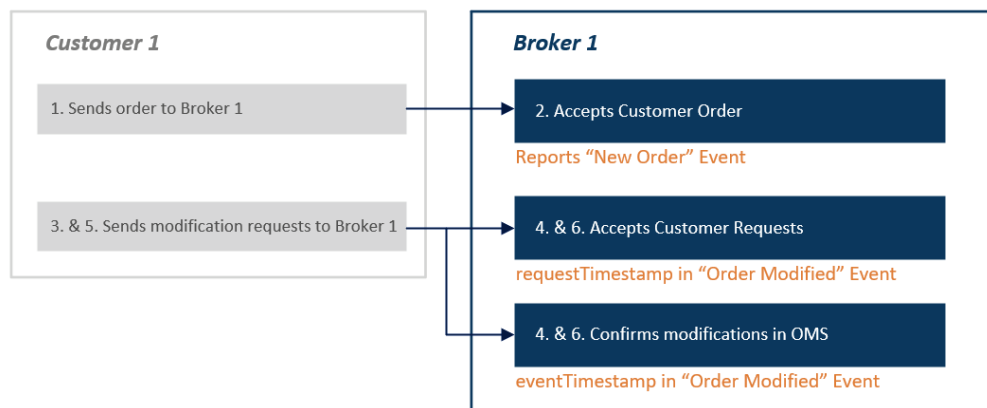 Customer 1
Broker 1
1. Sends order to Broker 1
2. Accepts Customer Order
Reports “New Order” Event
3. & 5. Sends modification requests to Broker 1
4. & 6. Accepts Customer Requests
requestTimestamp in “Order Modified” Event
4. & 6. Confirms modifications in OMS
eventTimestamp in “Order Modified” Event